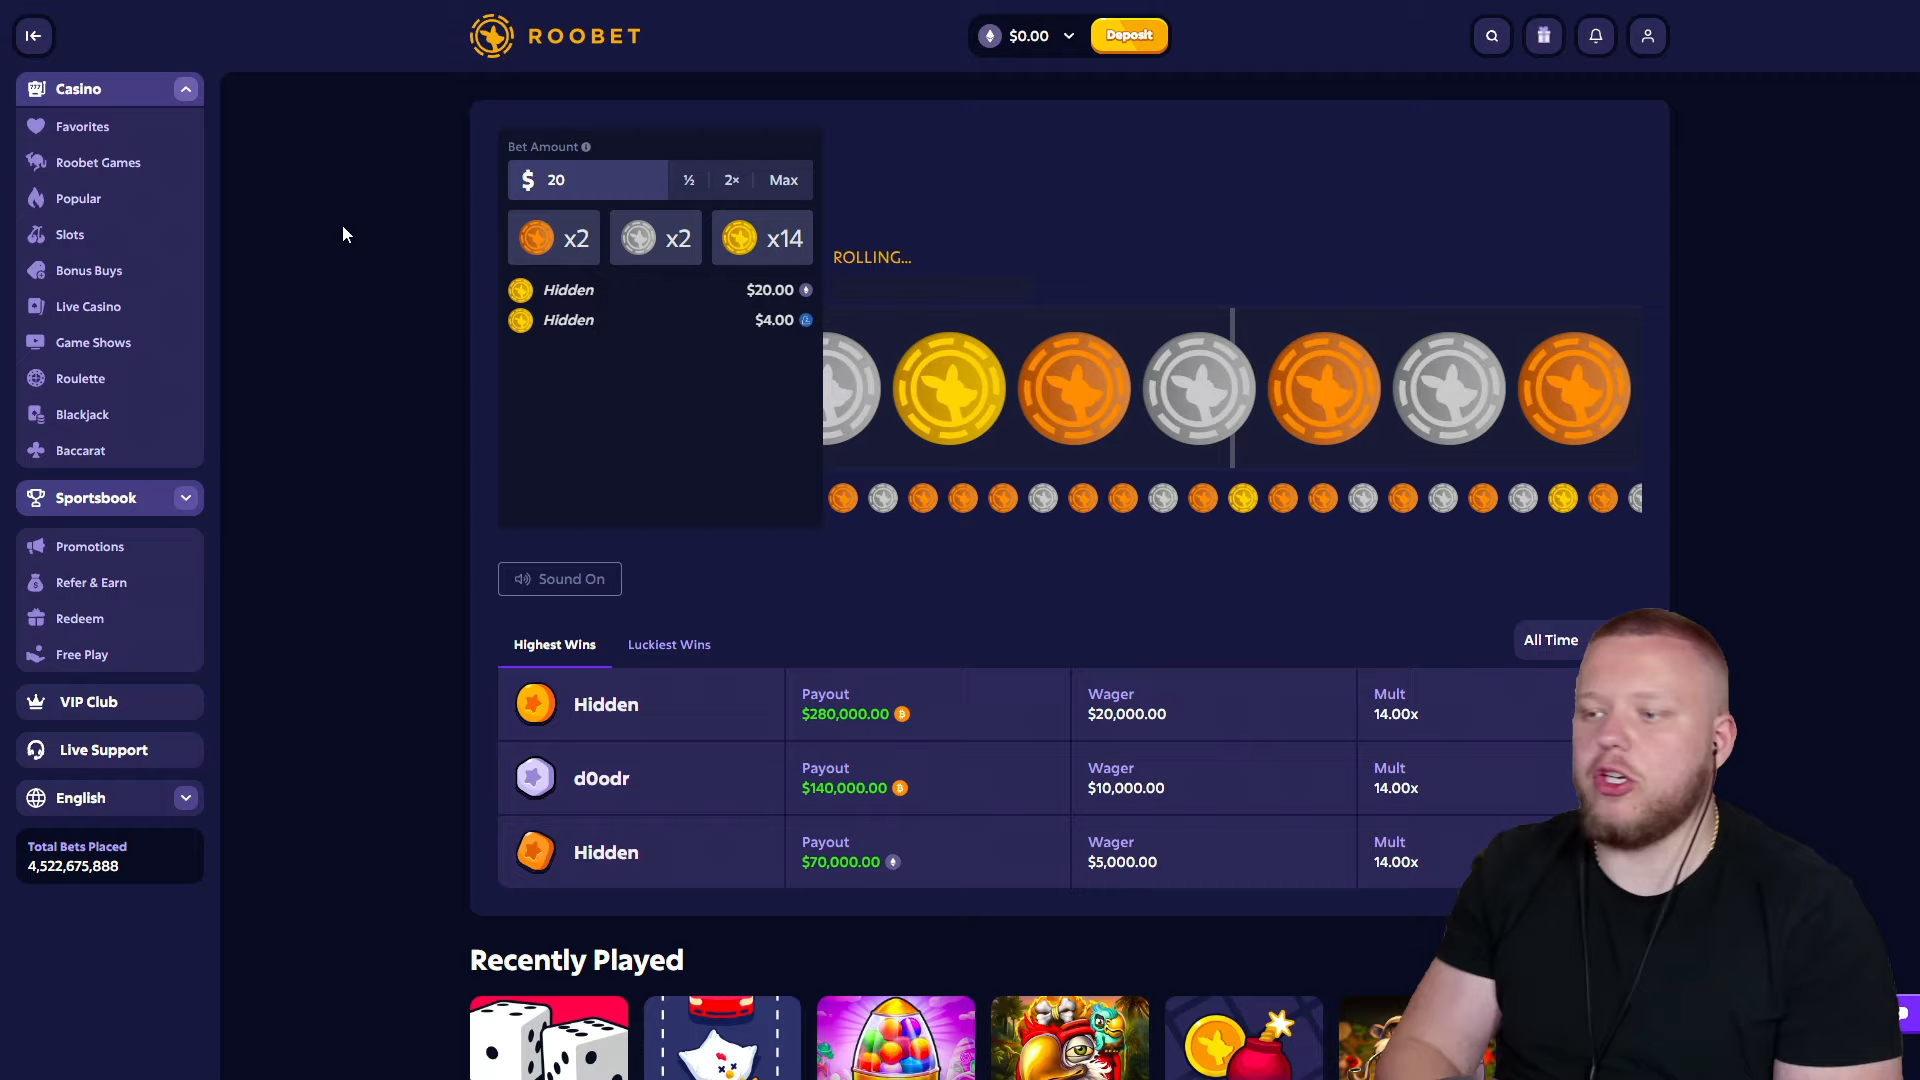 ROOBET
$0.00
Deposit
Casino
Favorites
Roobet Games
Popular
Slots
Bonus Buys
Live Casino
Game Shows
Roulette
Blackjack
Baccarat
Sportsbook
Promotions
Refer & Earn
Redeem
Free Play
VIP Club
Live Support
English
Total Bets Placed
4,522,675,888
Bet Amount
$ 20 ½ 2× Max
x2 x2 x14
Hidden $20.00
Hidden $4.00
ROLLING...
Sound On
Highest Wins Luckiest Wins
All Time
Hidden Payout $280,000.00 Wager $20,000.00 Mult 14.00x
d0odr Payout $140,000.00 Wager $10,000.00 Mult 14.00x
Hidden Payout $70,000.00 Wager $5,000.00 Mult 14.00x
Recently Played